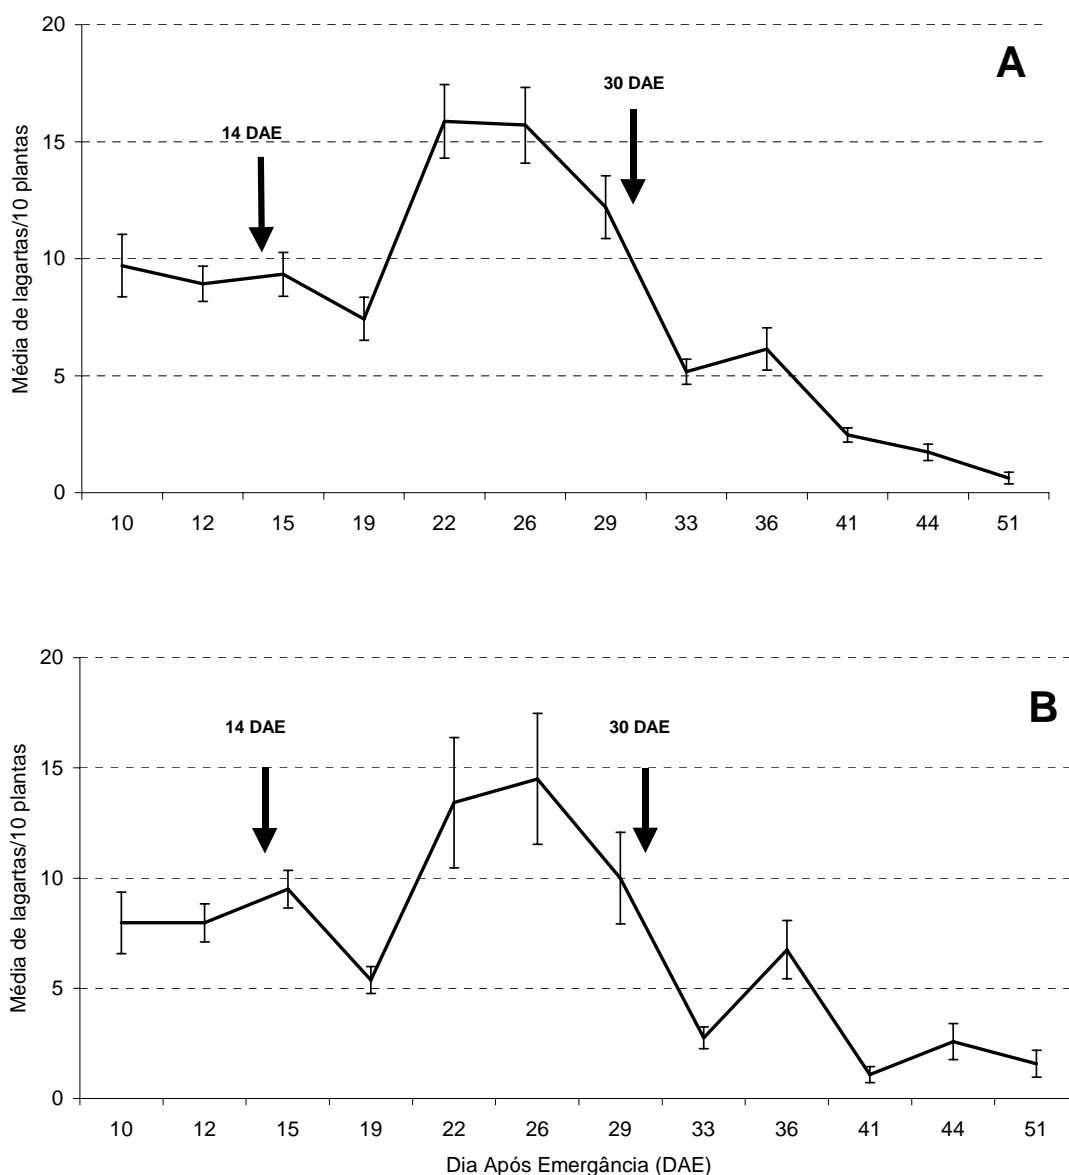 20
A
30 DAE
14 DAE
15
Média de lagartas/10 plantas
10
5
0
10 12 15 19 22 26 29 33 36 41 44 51
20
B
14 DAE 30 DAE
15
Média de lagartas/10 plantas
10
5
0
10 12 15 19 22 26 29 33 36 41 44 51
Dia Após Emergância (DAE)